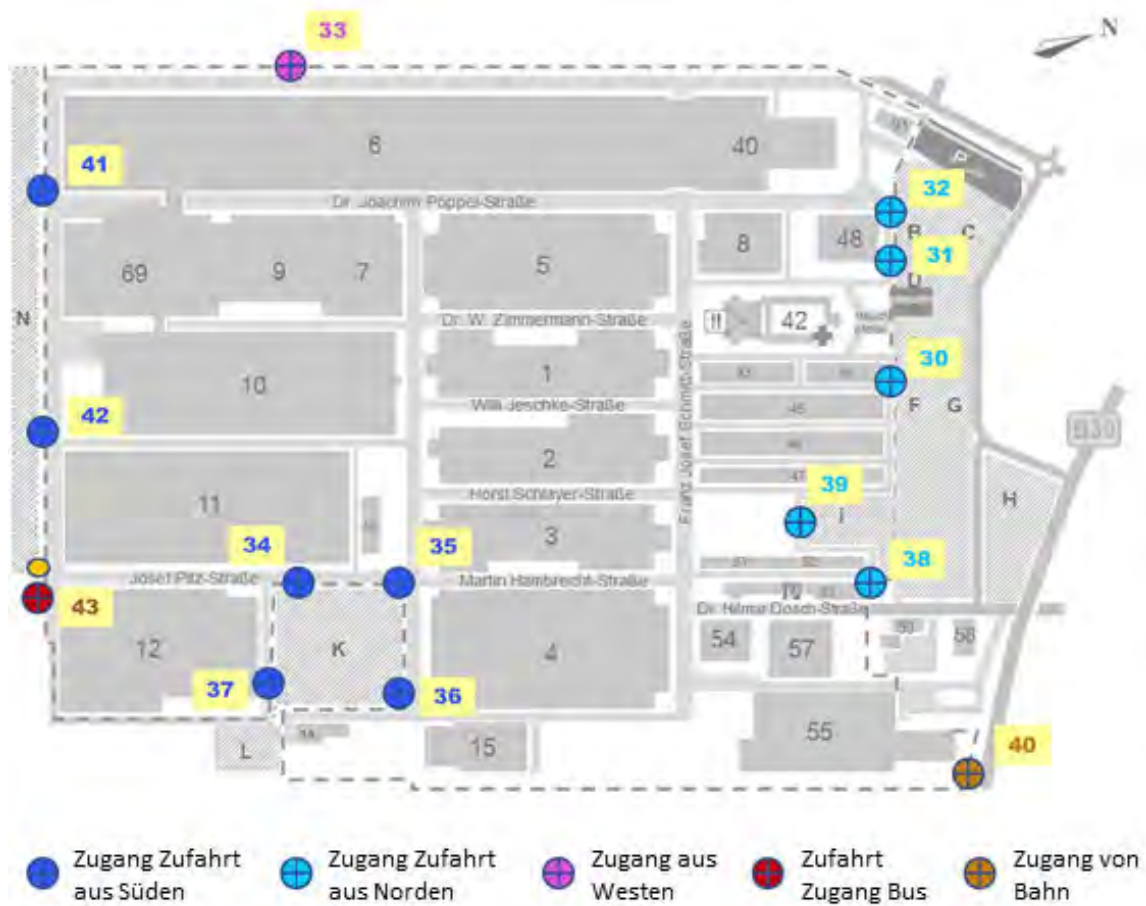 33
N
6
40
P
41
Dr. Joachim Pöppel-Straße
32
B
C
8
48
31
69
9
7
5
D
N
Dr. W. Zimmermann-Straße
42
Franz Josef Schmitt-Straße
30
10
1
Willi Jeschke-Straße
45
F
G
42
B30
2
46
47
Horst Schlayer-Straße
39
H
11
I
34
35
3
38
Josef Pitz-Straße
Martin Hambrecht-Straße
43
Dr. Hilmar Dosch-Straße
12
K
4
54
57
58
37
36
L
15
55
40
Zugang Zufahrt
aus Süden
Zugang Zufahrt
aus Norden
Zugang aus
Westen
Zufahrt
Zugang Bus
Zugang von
Bahn